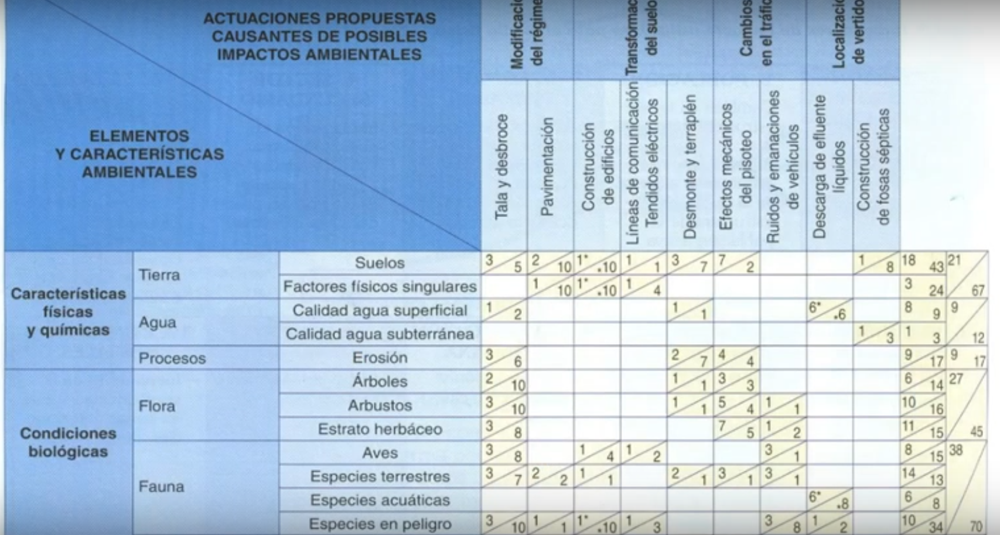 ACTUACIONES PROPUESTAS
CAUSANTES DE POSIBLES
IMPACTOS AMBIENTALES
ELEMENTOS
Y CARACTERÍSTICAS
AMBIENTALES
del régime
Transformac
del suelo
Cambios
en el tráfic
Localizació
de vertido
Tala y desbroce
Pavimentación
Construcción
de edificios
Líneas de comunicación
Tendidos eléctricos
Desmonte y terraplén
Efectos mecánicos
del pisoteo
Ruidos y emanaciones
de vehículos
Descarga de efluente
líquidos
Construcción
de fosas sépticas
Características
físicas
y químicas
Tierra
Suelos 3 5 2 10 1* .10 1 1 3 7 7 2 1 8 18 43 21
Factores físicos singulares 1 10 1* .10 1 4 3 24 67
Agua
Calidad agua superficial 1 2 1 1 6* .6 8 9 9
Calidad agua subterránea 1 3 1 3 12
Procesos
Erosión 3 6 2 7 4 4 9 17 9 17
Condiciones
biológicas
Flora
Árboles 2 10 1 1 3 3 6 14 27
Arbustos 3 10 1 1 5 4 1 1 10 16
Estrato herbáceo 3 8 7 5 1 2 11 15 45
Fauna
Aves 3 8 1 4 1 2 3 1 8 15 38
Especies terrestres 3 7 2 2 1 1 2 1 3 1 3 1 14 13
Especies acuáticas 6* .8 6 8
Especies en peligro 3 10 1 1 1* .10 1 3 3 8 1 2 10 34 70